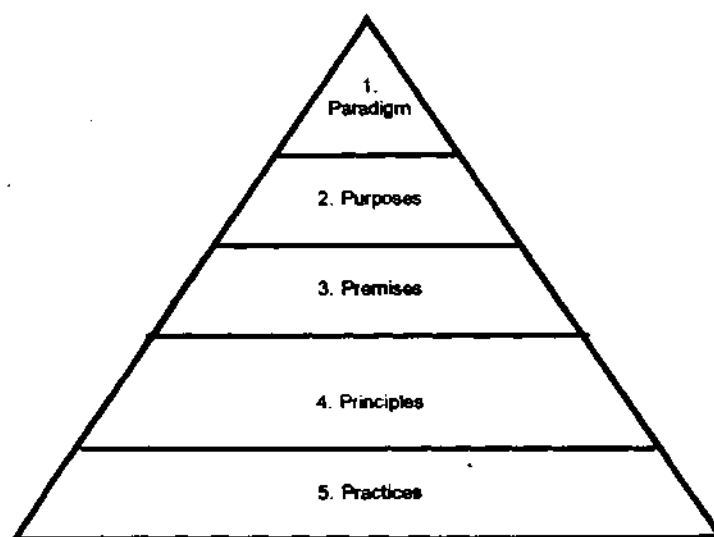 1.
Paradigm
2. Purposes
3. Premises
4. Principles
5. Practices